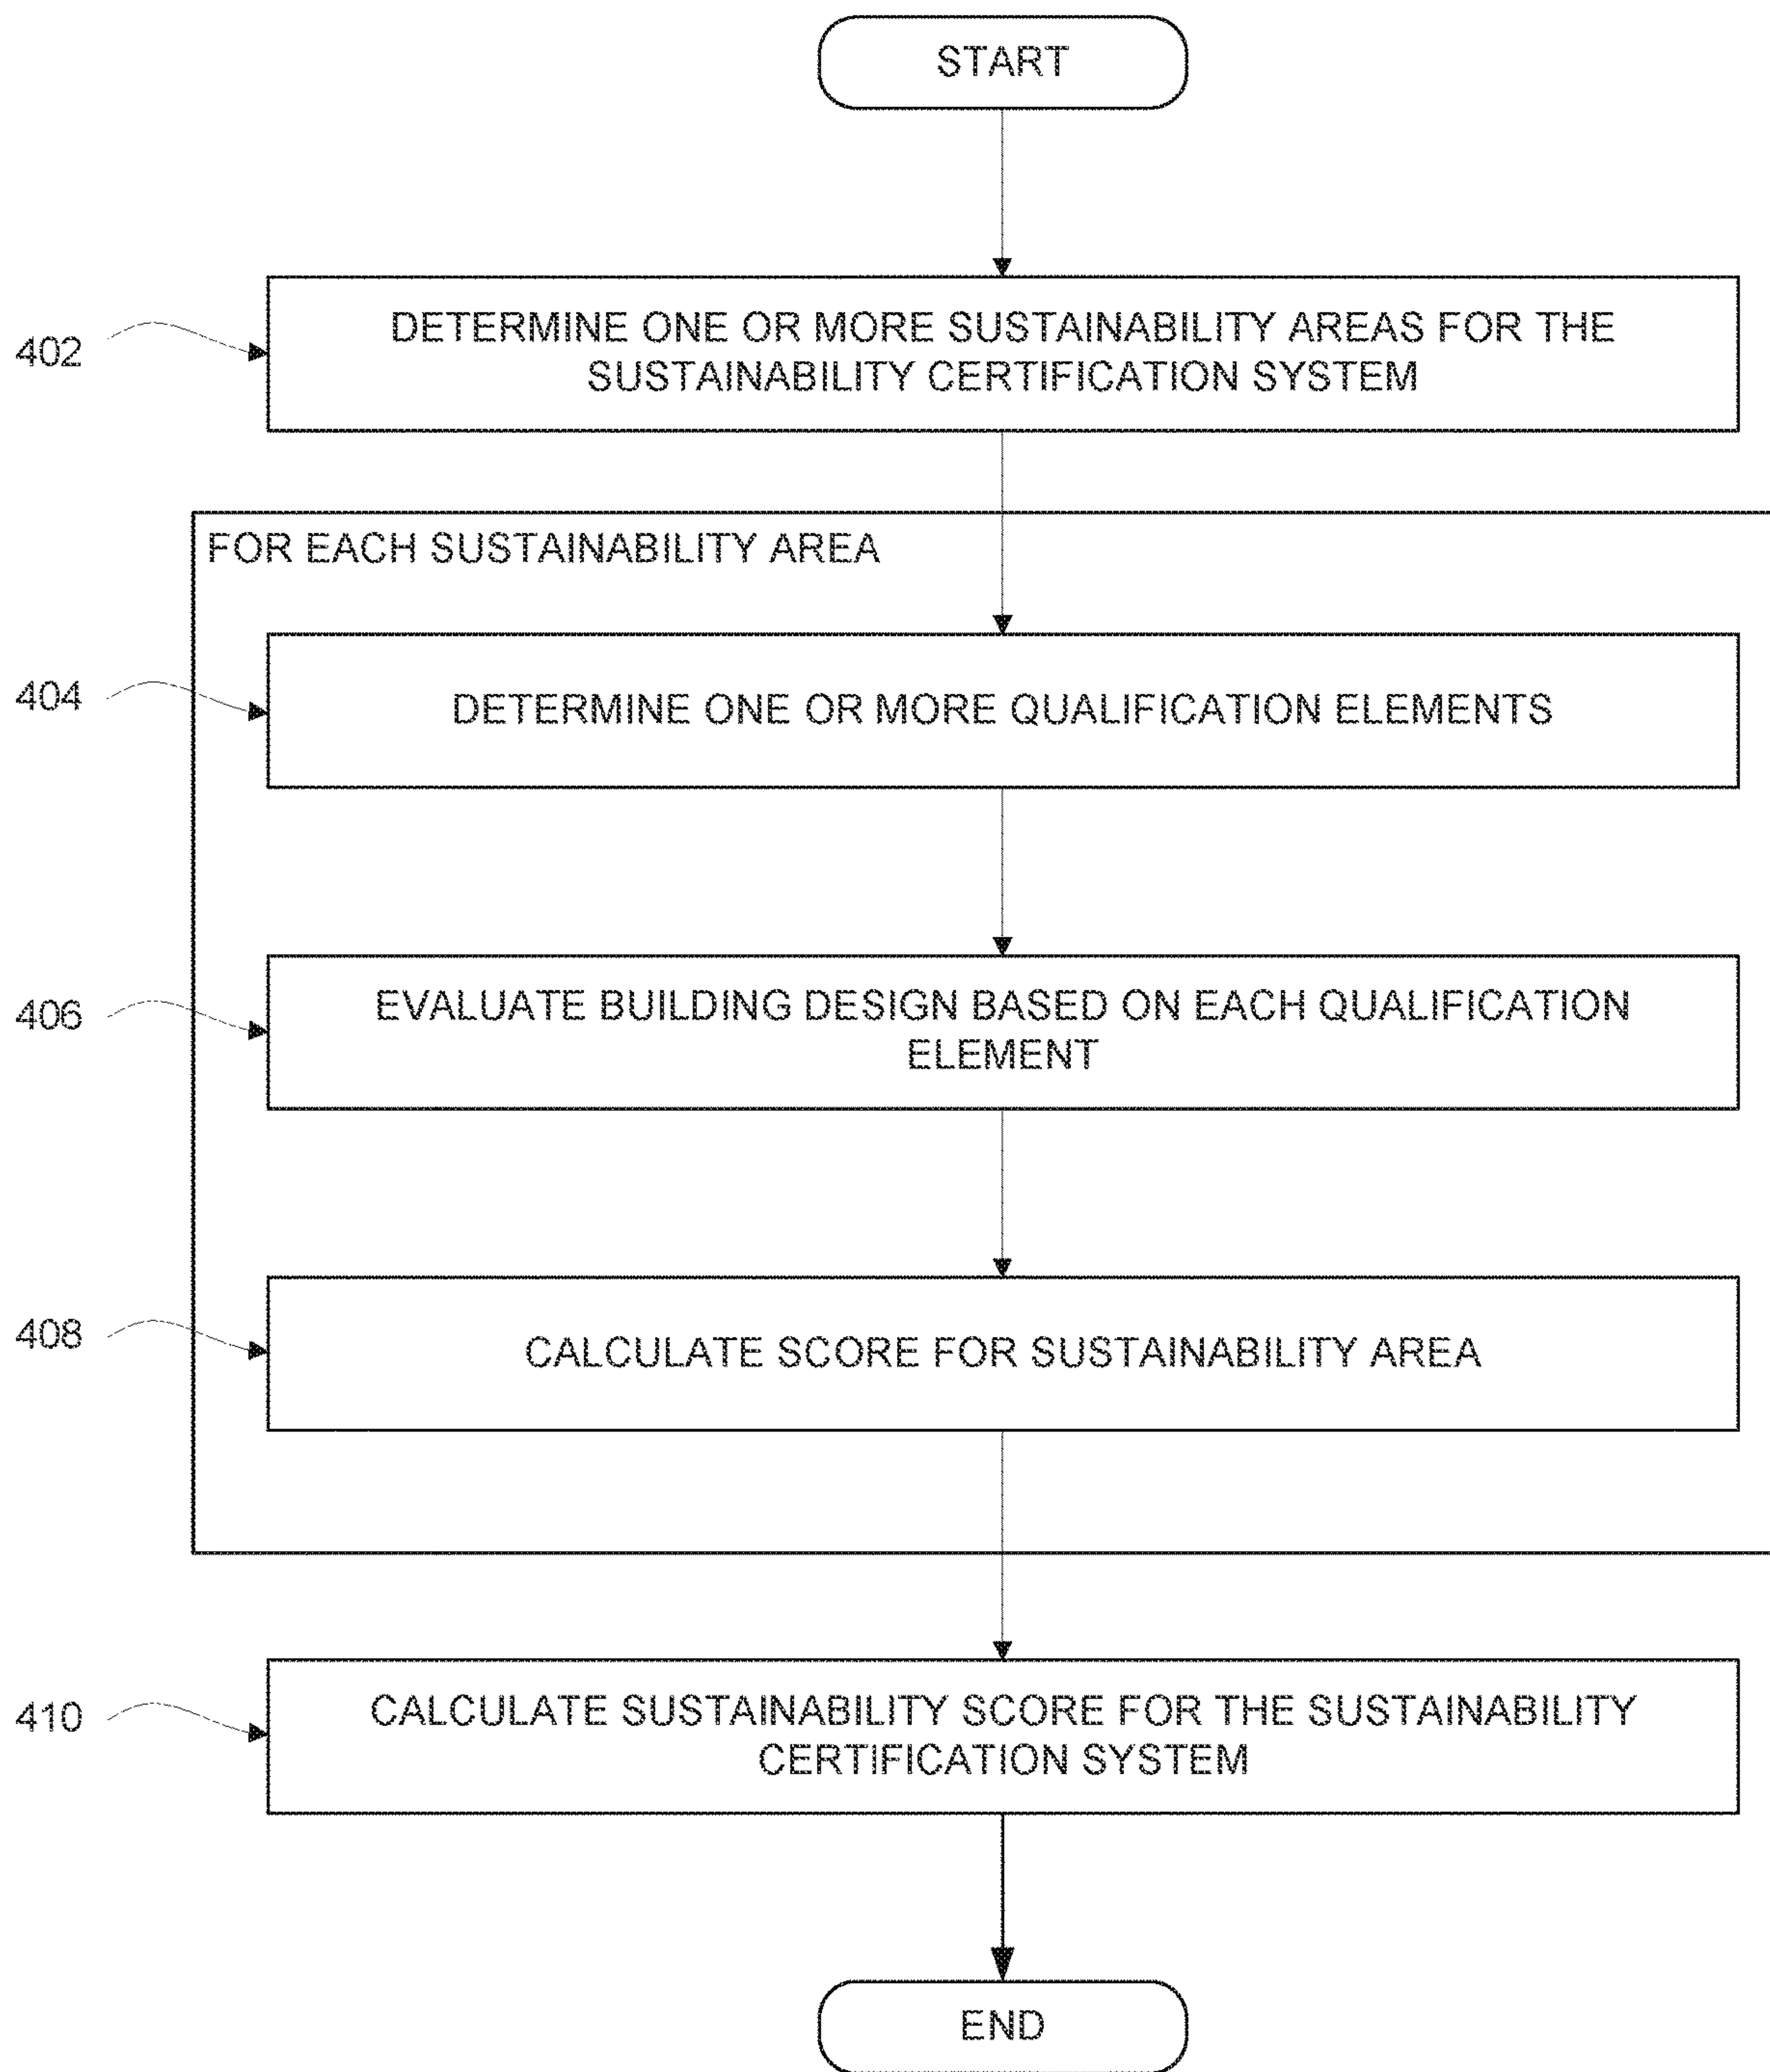 START
402
DETERMINE ONE OR MORE SUSTAINABILITY AREAS FOR THE
SUSTAINABILITY CERTIFICATION SYSTEM
FOR EACH SUSTAINABILITY AREA
404
DETERMINE ONE OR MORE QUALIFICATION ELEMENTS
406
EVALUATE BUILDING DESIGN BASED ON EACH QUALIFICATION
ELEMENT
408
CALCULATE SCORE FOR SUSTAINABILITY AREA
410
CALCULATE SUSTAINABILITY SCORE FOR THE SUSTAINABILITY
CERTIFICATION SYSTEM
END